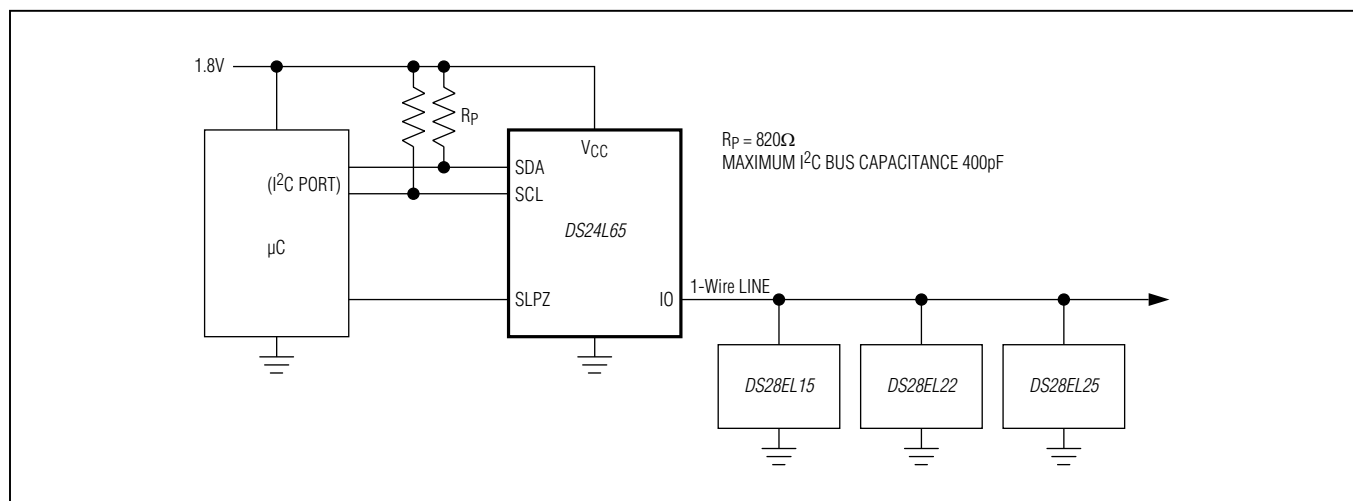 1.8V
RP
RP = 820Ω
MAXIMUM I2C BUS CAPACITANCE 400pF
VCC
(I2C PORT)
µC
SDA
SCL
DS24L65
SLPZ
IO
1-Wire LINE
DS28EL15
DS28EL22
DS28EL25